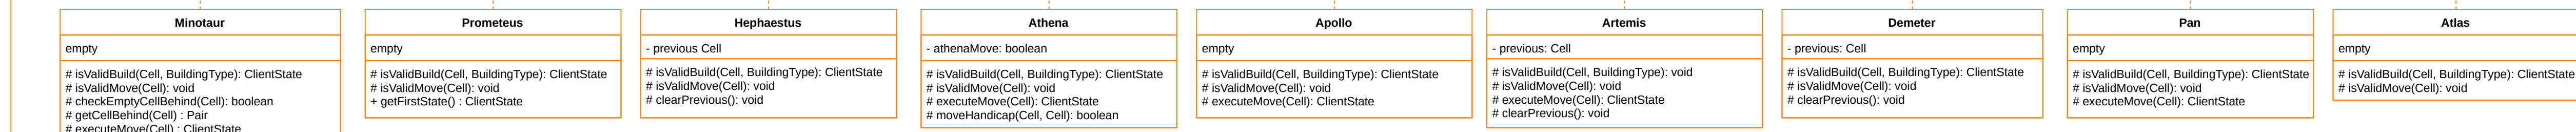 Minotaur
empty
# isValidBuild(Cell, BuildingType): ClientState
# isValidMove(Cell): void
# checkEmptyCellBehind(Cell): boolean
# getCellBehind(Cell) : Pair
# executeMove(Cell) : ClientState
Prometeus
empty
# isValidBuild(Cell, BuildingType): ClientState
# isValidMove(Cell): void
+ getFirstState() : ClientState
Hephaestus
- previous Cell
# isValidBuild(Cell, BuildingType): ClientState
# isValidMove(Cell): void
# clearPrevious(): void
Athena
- athenaMove: boolean
# isValidBuild(Cell, BuildingType): ClientState
# isValidMove(Cell): void
# executeMove(Cell): ClientState
# moveHandicap(Cell, Cell): boolean
Apollo
empty
# isValidBuild(Cell, BuildingType): ClientState
# isValidMove(Cell): void
# executeMove(Cell): ClientState
Artemis
- previous: Cell
# isValidBuild(Cell, BuildingType): void
# isValidMove(Cell): void
# executeMove(Cell): ClientState
# clearPrevious(): void
Demeter
- previous: Cell
# isValidBuild(Cell, BuildingType): ClientState
# isValidMove(Cell): void
# clearPrevious(): void
Pan
empty
# isValidBuild(Cell, BuildingType): ClientState
# isValidMove(Cell): void
# executeMove(Cell): ClientState
Atlas
empty
# isValidBuild(Cell, BuildingType): ClientState
# isValidMove(Cell): void